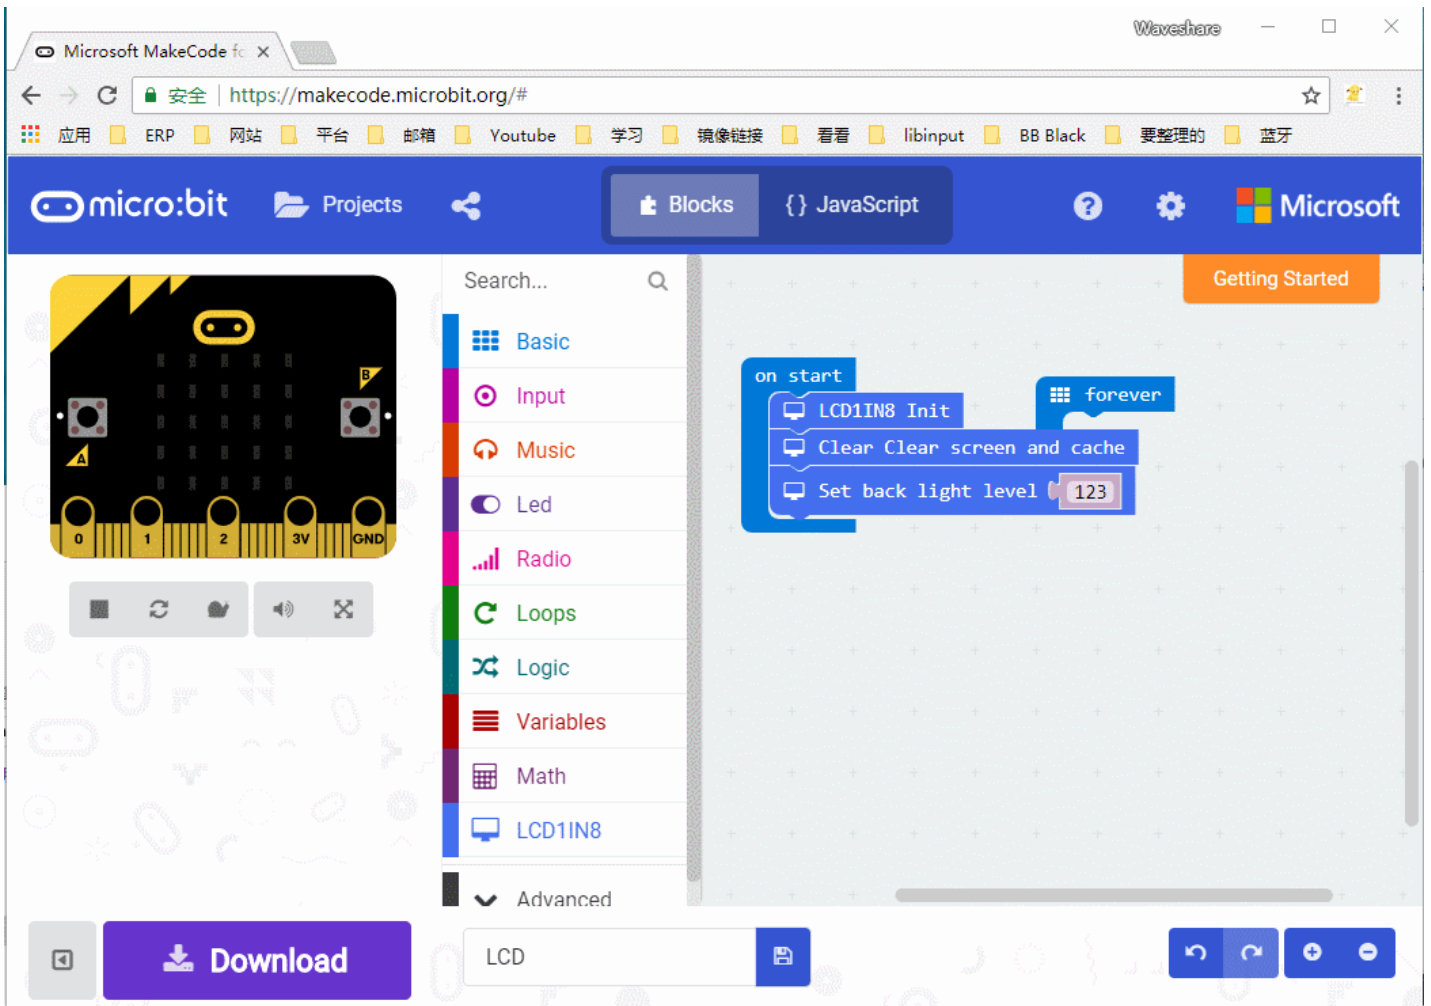 Waveshare
Microsoft MakeCode fo
安全 https://makecode.microbit.org/#
应用 ERP 网站 平台 邮箱 Youtube 学习 镜像链接 看看 libinput BB Black 要整理的 蓝牙
micro:bit Projects Blocks {} JavaScript ? Microsoft
Search...
Getting Started
Basic
Input
Music
Led
Radio
Loops
Logic
Variables
Math
LCD1IN8
Advanced
B
A
0 1 2 3V GND
on start
LCD1IN8 Init
Clear Clear screen and cache
Set back light level 123
forever
Download
LCD